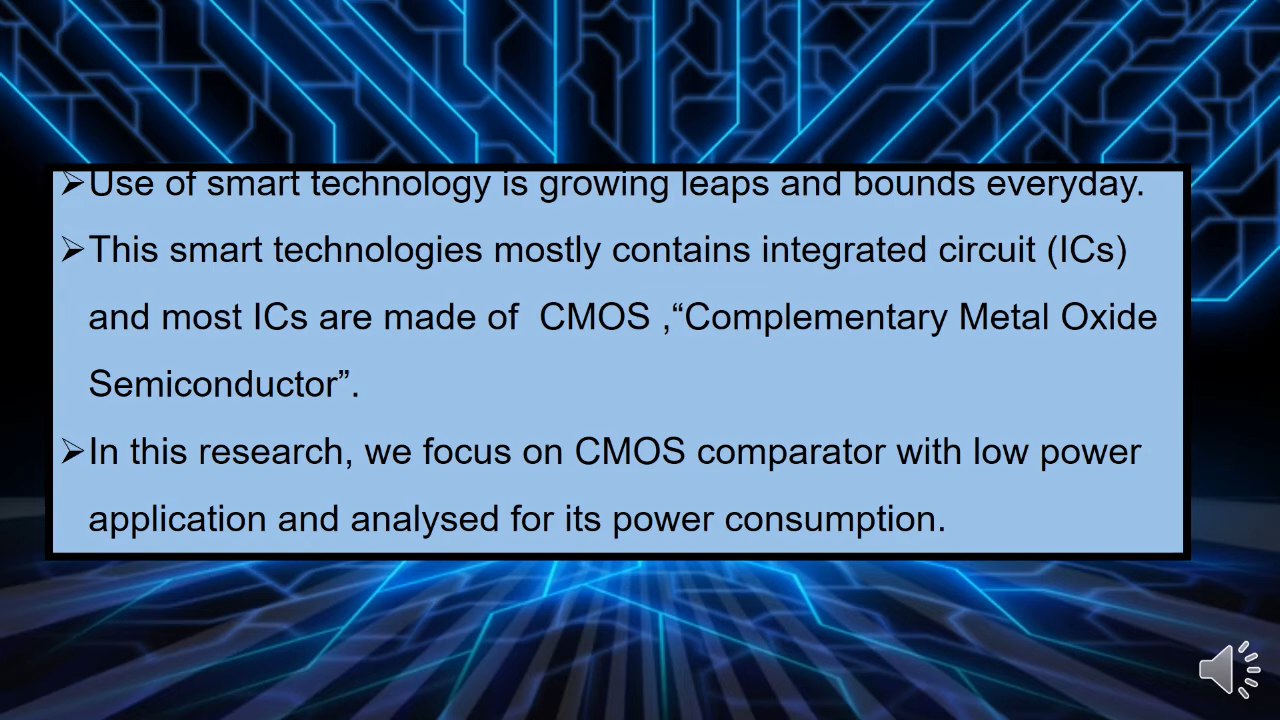 ➢Use of smart technology is growing leaps and bounds everyday.
➢This smart technologies mostly contains integrated circuit (ICs)
and most ICs are made of  CMOS ,“Complementary Metal Oxide
Semiconductor”.
➢In this research, we focus on CMOS comparator with low power
application and analysed for its power consumption.